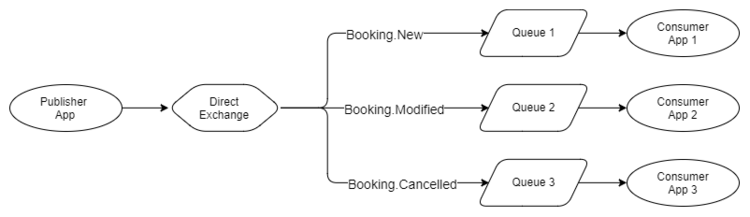 Publisher
App
Direct
Exchange
Booking.New
Queue 1
Consumer
App 1
Booking.Modified
Queue 2
Consumer
App 2
Booking.Cancelled
Queue 3
Consumer
App 3